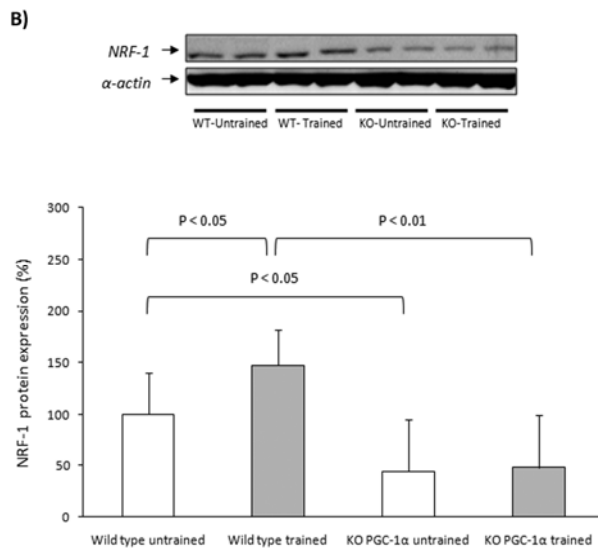 B)
NRF-1
α-actin
WT-Untrained WT- Trained KO-Untrained KO-Trained
300
250
200
150
100
50
0
NRF-1 protein expression (%)
P < 0.05 P < 0.01
P < 0.05
Wild type untrained Wild type trained KO PGC-1α untrained KO PGC-1α trained